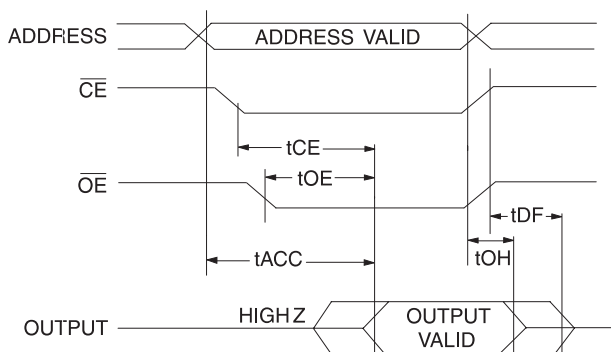 ADDRESS
ADDRESS VALID
CE
tCE
tOE
OE
tDF
tOH
tACC
HIGH Z
OUTPUT
OUTPUT
VALID